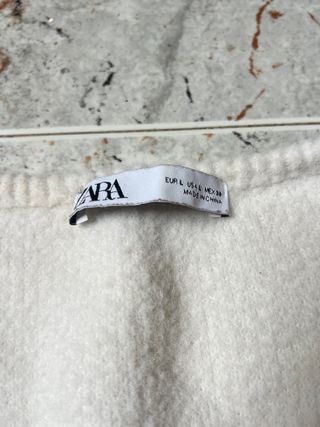 ZARA
EUR L USA L MEX 30
MADE IN CHINA